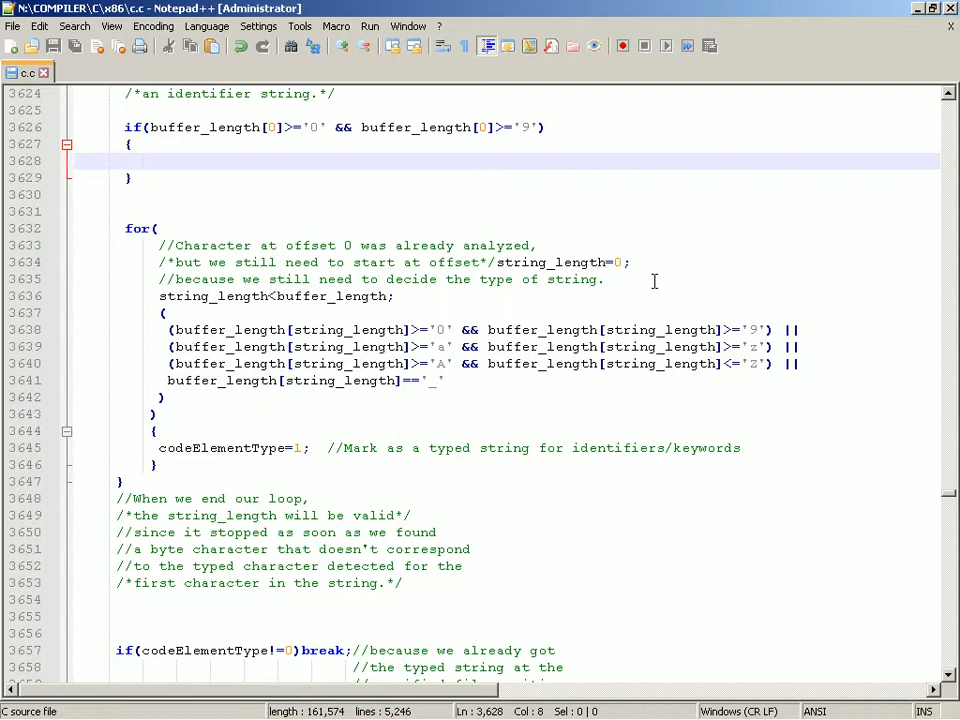 N:\COMPILER\C\x86\c.c - Notepad++ [Administrator]
File Edit Search View Encoding Language Settings Tools Macro Run Window ?
X
c.c
3624 /*an identifier string.*/
3625
3626 if(buffer_length[0]>='0' && buffer_length[0]>='9')
3627 {
3628
3629 }
3630
3631
3632 for(
3633 //Character at offset 0 was already analyzed,
3634 /*but we still need to start at offset*/string_length=0;
3635 //because we still need to decide the type of string.
3636 string_length<buffer_length;
3637 (
3638 (buffer_length[string_length]>='0' && buffer_length[string_length]>='9') ||
3639 (buffer_length[string_length]>='a' && buffer_length[string_length]>='z') ||
3640 (buffer_length[string_length]>='A' && buffer_length[string_length]<='Z') ||
3641 buffer_length[string_length]=='_'
3642 )
3643 )
3644 {
3645 codeElementType=1; //Mark as a typed string for identifiers/keywords
3646 }
3647 }
3648 //When we end our loop,
3649 /*the string_length will be valid*/
3650 //since it stopped as soon as we found
3651 //a byte character that doesn't correspond
3652 //to the typed character detected for the
3653 /*first character in the string.*/
3654
3655
3656
3657 if(codeElementType!=0)break;//because we already got
3658 //the typed string at the
C source file length : 161,574 lines : 5,246 Ln : 3,628 Col : 8 Sel : 0 | 0 Windows (CR LF) ANSI INS